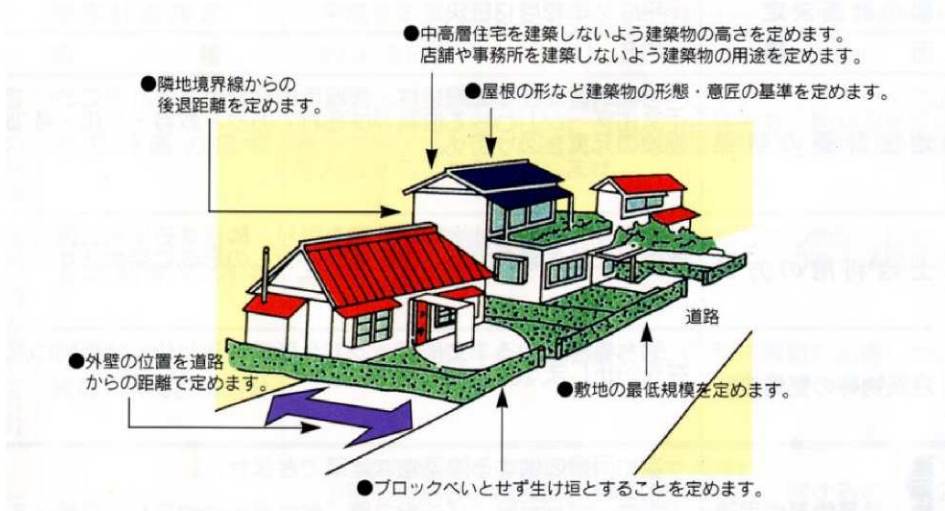 ●中高層住宅を建築しないよう建築物の高さを定めます。
店舗や事務所を建築しないよう建築物の用途を定めます。
●隣地境界線からの
後退距離を定めます。
●屋根の形など建築物の形態・意匠の基準を定めます。
道路
●外壁の位置を道路
からの距離で定めます。
●敷地の最低規模を定めます。
●ブロックべいとせず生け垣とすることを定めます。